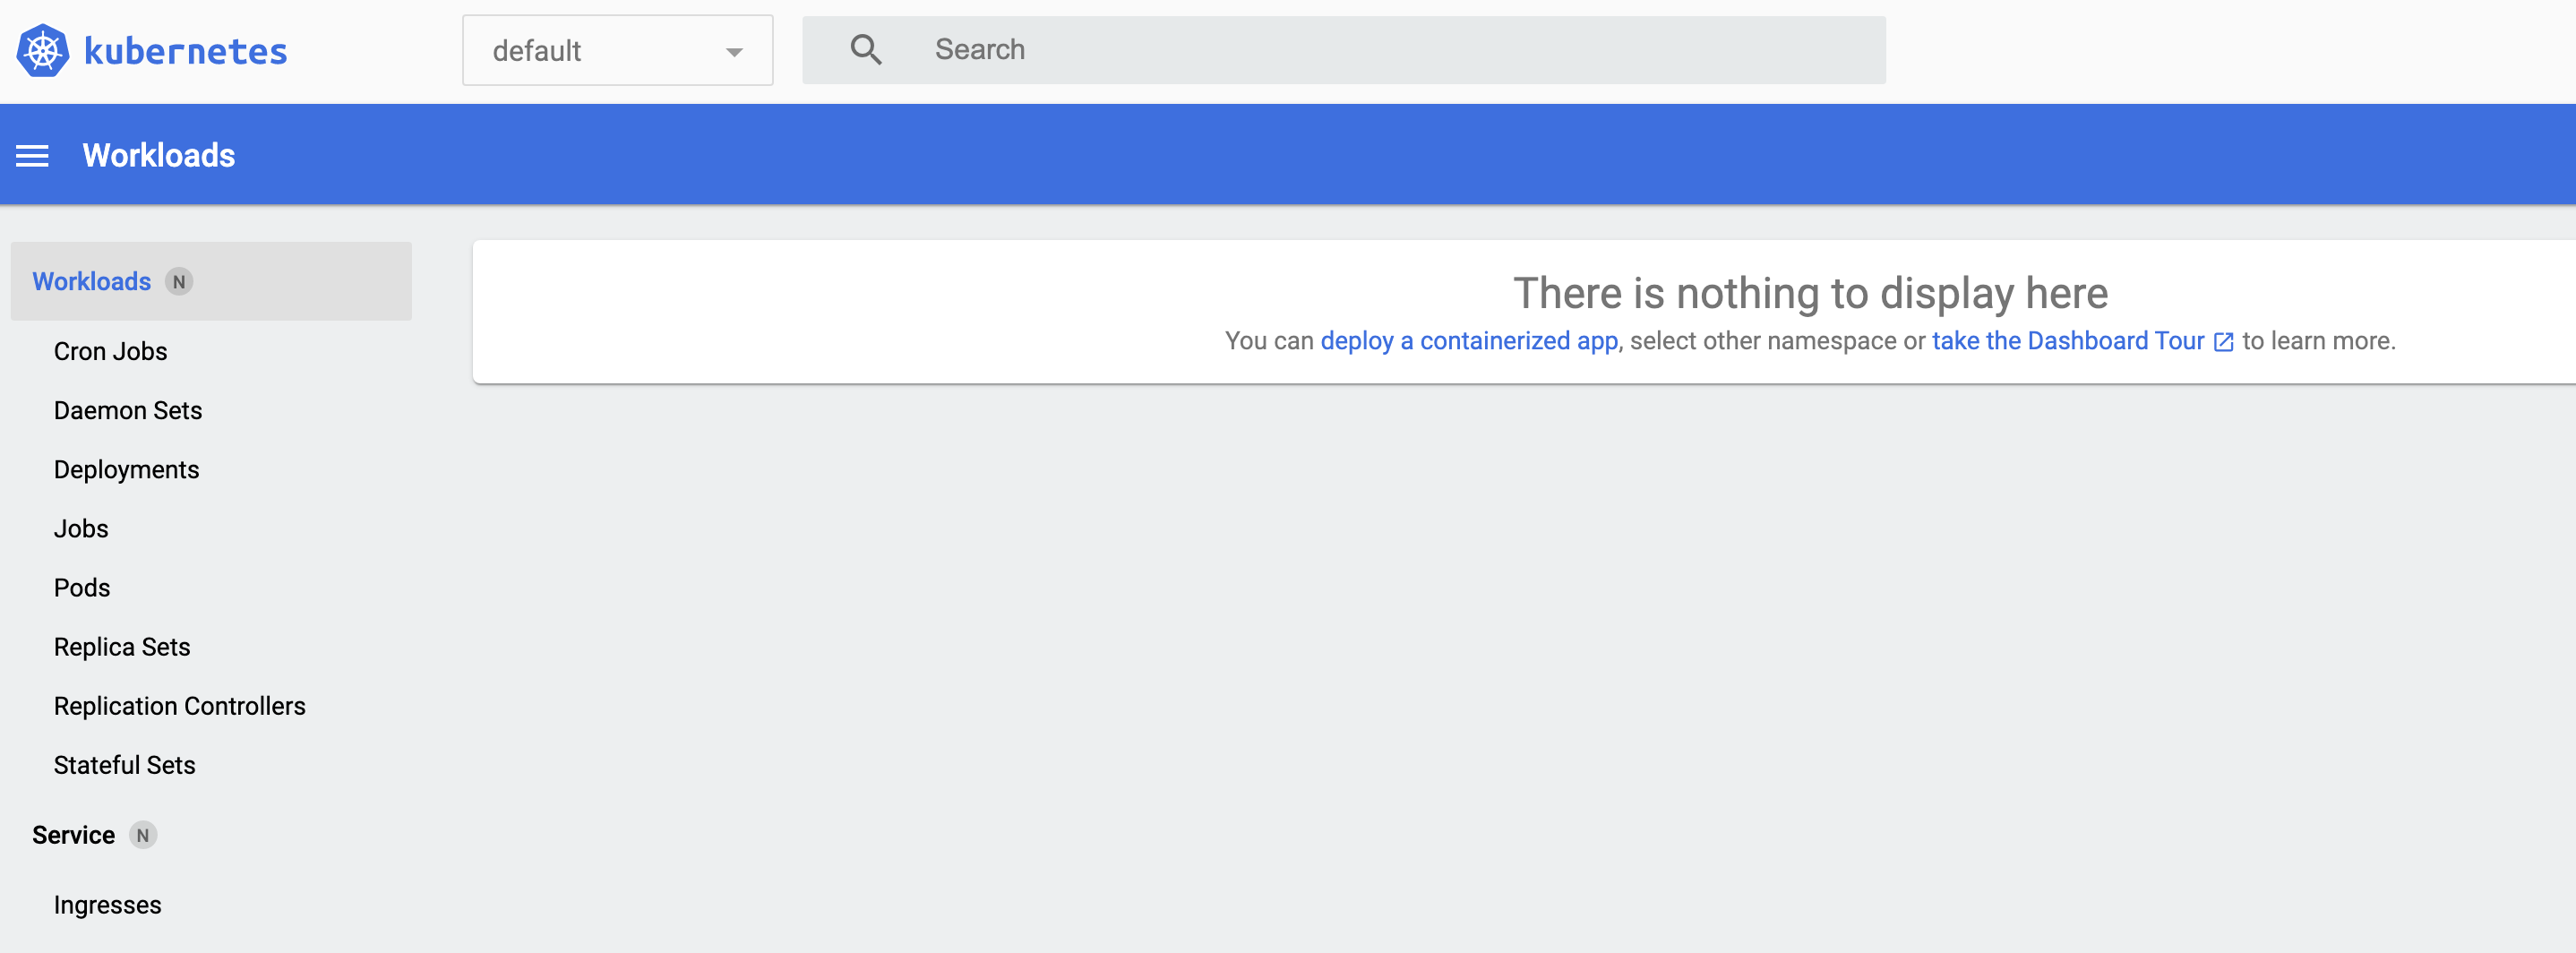 kubernetes
default
Search
Workloads
Workloads N
Cron Jobs
Daemon Sets
Deployments
Jobs
Pods
Replica Sets
Replication Controllers
Stateful Sets
Service N
Ingresses
There is nothing to display here
You can deploy a containerized app, select other namespace or take the Dashboard Tour to learn more.